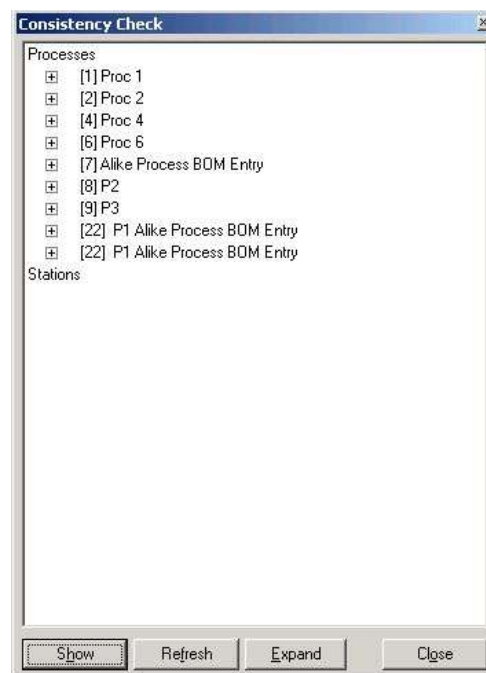 Consistency Check
Processes
[1] Proc 1
[2] Proc 2
[4] Proc 4
[6] Proc 6
[7] Alike Process BOM Entry
[8] P2
[9] P3
[22] P1 Alike Process BOM Entry
[22] P1 Alike Process BOM Entry
Stations
Show Refresh Expand Close